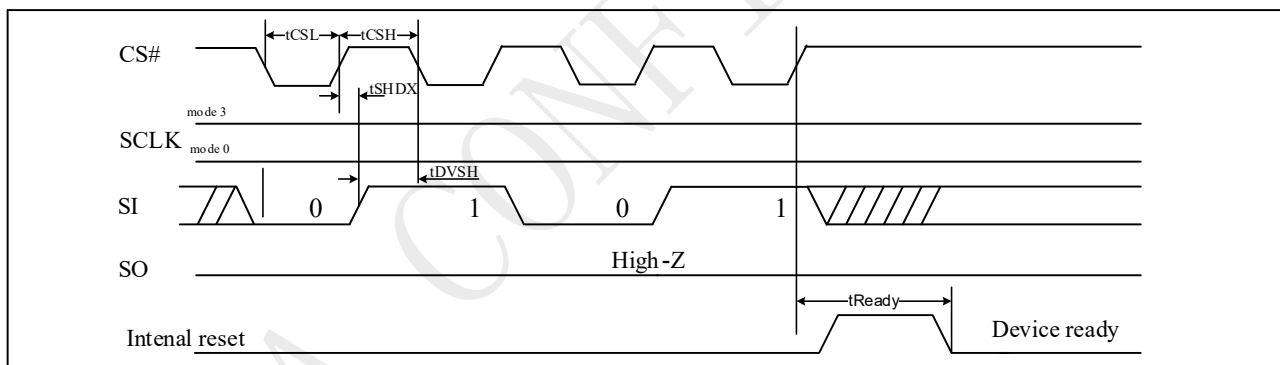 tCSL tCSH
CS#
tSHDX
mode 3
SCLK
mode 0
tDVSH
SI 0 1 0 1
High-Z
SO
tReady
Intenal reset Device ready